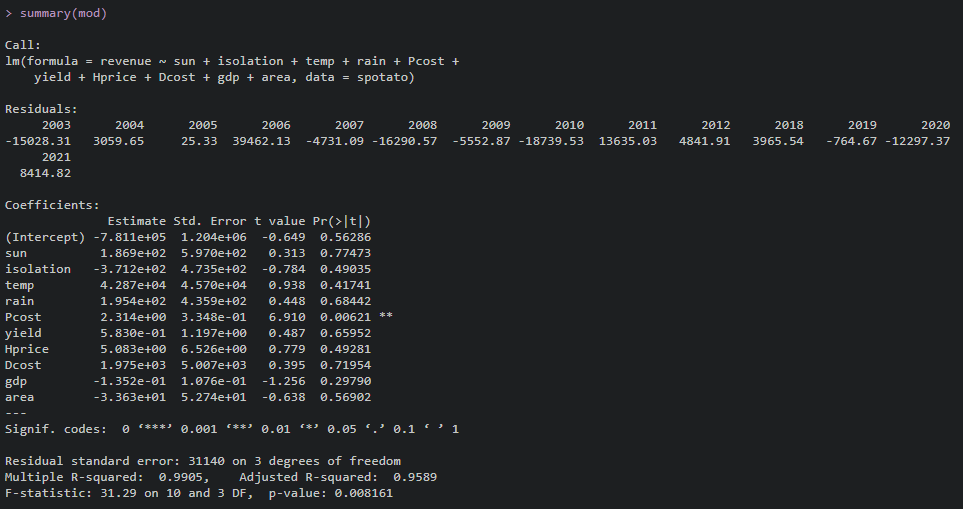 > summary(mod)
Call:
lm(formula = revenue ~ sun + isolation + temp + rain + Pcost +
    yield + Hprice + Dcost + gdp + area, data = spotato)
Residuals:
     2003      2004      2005      2006      2007      2008      2009      2010      2011      2012      2018      2019      2020
-15028.31   3059.65     25.33  39462.13  -4731.09 -16290.57  -5552.87 -18739.53  13635.03   4841.91   3965.54   -764.67 -12297.37
     2021
  8414.82
Coefficients:
              Estimate Std. Error t value Pr(>|t|)
(Intercept) -7.811e+05  1.204e+06  -0.649  0.56286
sun          1.869e+02  5.970e+02   0.313  0.77473
isolation   -3.712e+02  4.735e+02  -0.784  0.49035
temp         4.287e+04  4.570e+04   0.938  0.41741
rain         1.954e+02  4.359e+02   0.448  0.68442
Pcost        2.314e+00  3.348e-01   6.910  0.00621 **
yield        5.830e-01  1.197e+00   0.487  0.65952
Hprice       5.083e+00  6.526e+00   0.779  0.49281
Dcost        1.975e+03  5.007e+03   0.395  0.71954
gdp         -1.352e-01  1.076e-01  -1.256  0.29790
area        -3.363e+01  5.274e+01  -0.638  0.56902
---
Signif. codes:  0 ‘***’ 0.001 ‘**’ 0.01 ‘*’ 0.05 ‘.’ 0.1 ‘ ’ 1
Residual standard error: 31140 on 3 degrees of freedom
Multiple R-squared:  0.9905,    Adjusted R-squared:  0.9589
F-statistic: 31.29 on 10 and 3 DF,  p-value: 0.008161